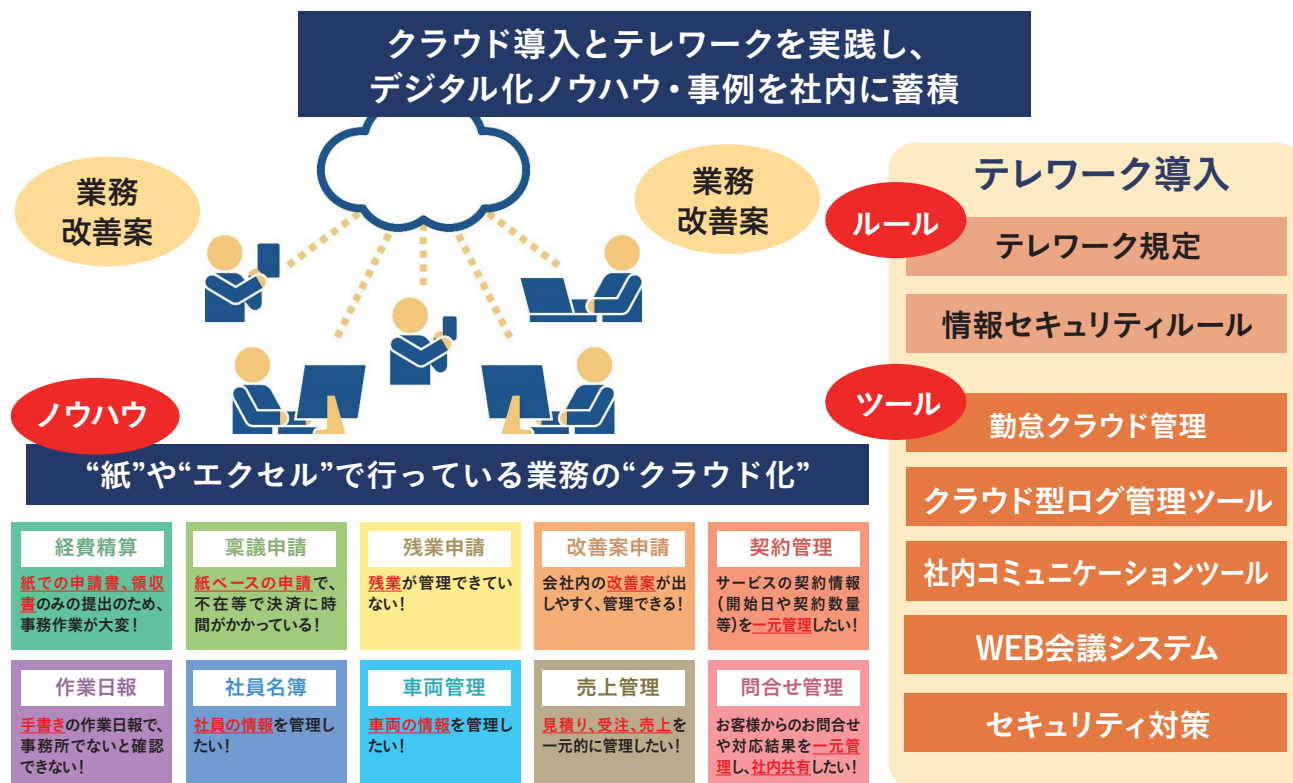 クラウド導入とテレワークを実践し、
デジタル化ノウハウ・事例を社内に蓄積
業務
改善案
業務
改善案
ノウハウ
“紙”や“エクセル”で行っている業務の“クラウド化”
経費精算
紙での申請書、領収
書のみの提出のため、
事務作業が大変!
稟議申請
紙ベースの申請で、
不在等で決済に時
間がかかっている!
残業申請
残業が管理できてい
ない!
改善案申請
会社内の改善案が出
しやすく、管理できる!
契約管理
サービスの契約情報
(開始日や契約数量
等)を一元管理したい!
作業日報
手書きの作業日報で、
事務所でないと確認
できない!
社員名簿
社員の情報を管理し
たい!
車両管理
車両の情報を管理し
たい!
売上管理
見積り、受注、売上を
一元的に管理したい!
問合せ管理
お客様からのお問合せ
や対応結果を一元管
理し、社内共有したい!
テレワーク導入
ルール
テレワーク規定
情報セキュリティルール
ツール
勤怠クラウド管理
クラウド型ログ管理ツール
社内コミュニケーションツール
WEB会議システム
セキュリティ対策